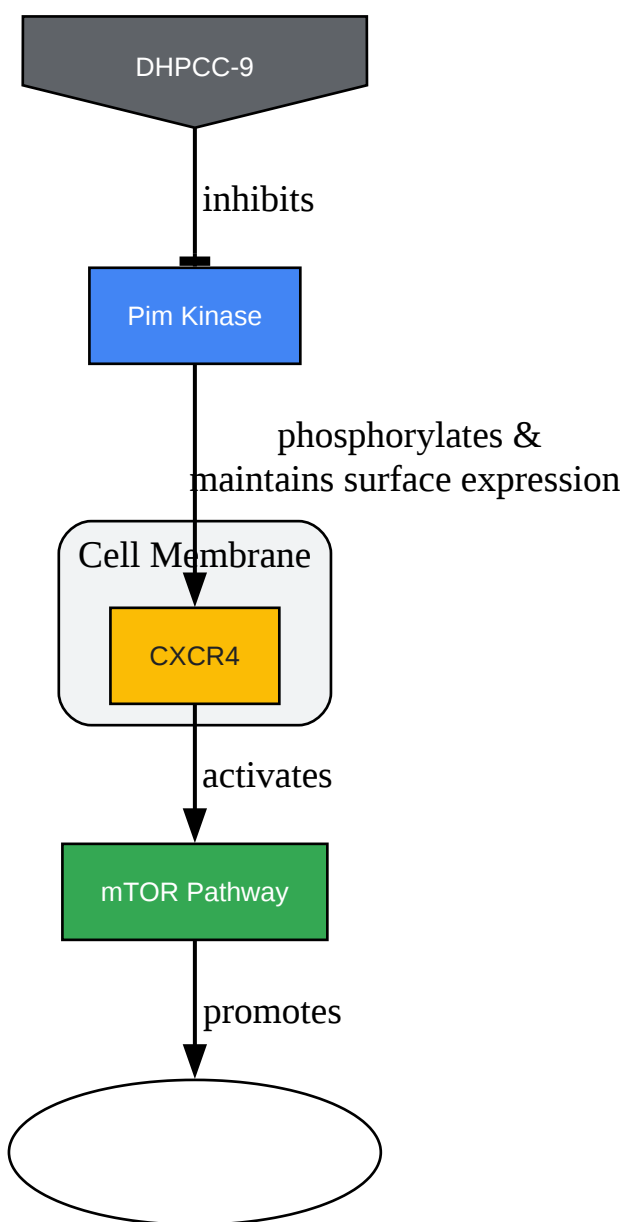 DHPCC-9
inhibits
Pim Kinase
phosphorylates &
maintains surface expression
Cell Membrane
CXCR4
activates
mTOR Pathway
promotes